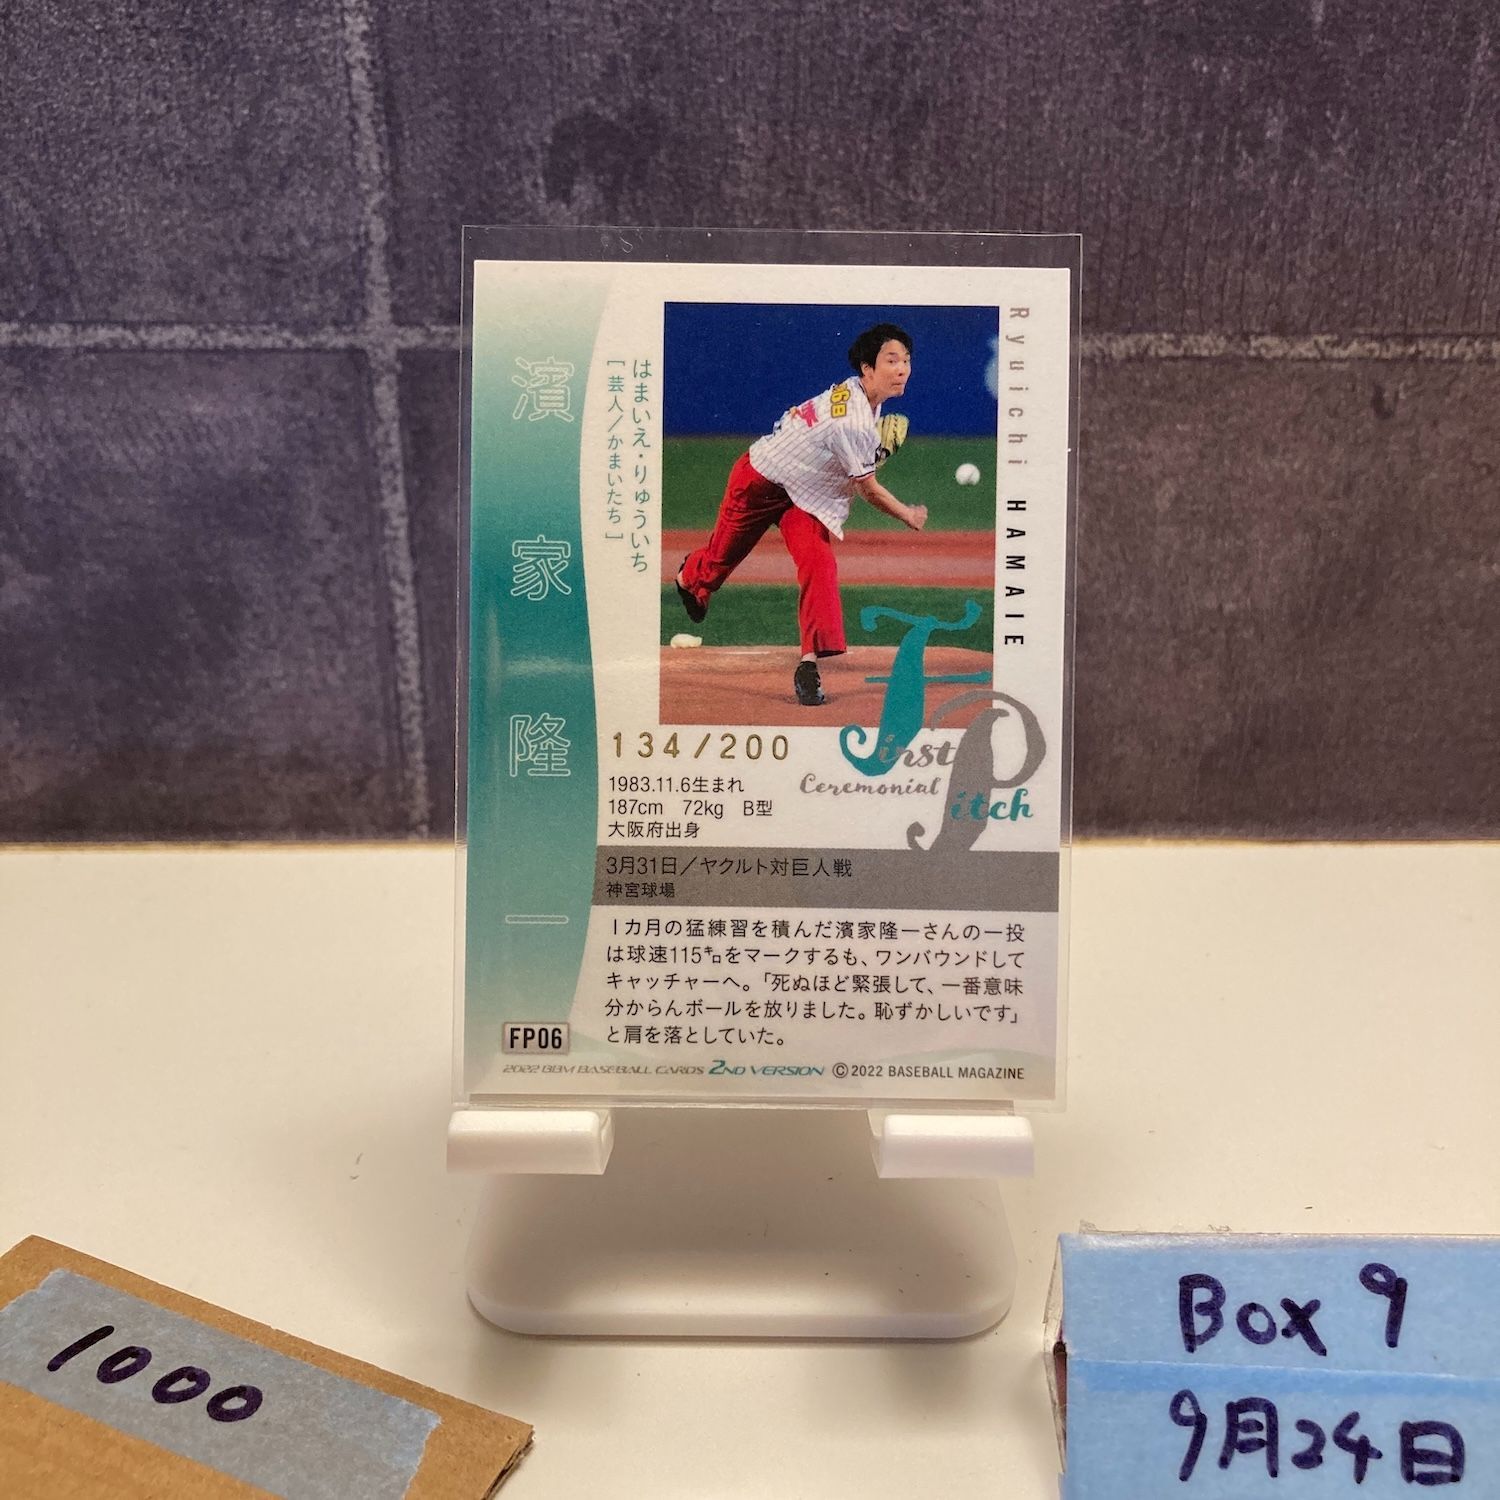 濱家隆一
はまいえ・りゅういち
[芸人/かまいたち]
Ryuichi HAMAIE
First
Ceremonial
Pitch
134/200
1983.11.6生まれ
187cm 72kg B型
大阪府出身
3月31日/ヤクルト対巨人戦
神宮球場
1カ月の猛練習を積んだ濱家隆一さんの一投
は球速115㌔をマークするも、ワンバウンドして
キャッチャーへ。「死ぬほど緊張して、一番意味
分からんボールを放りました。恥ずかしいです」
と肩を落としていた。
FP06
2022 BBM BASEBALL CARDS 2ND VERSION ©2022 BASEBALL MAGAZINE
1000
Box 9
9月24日